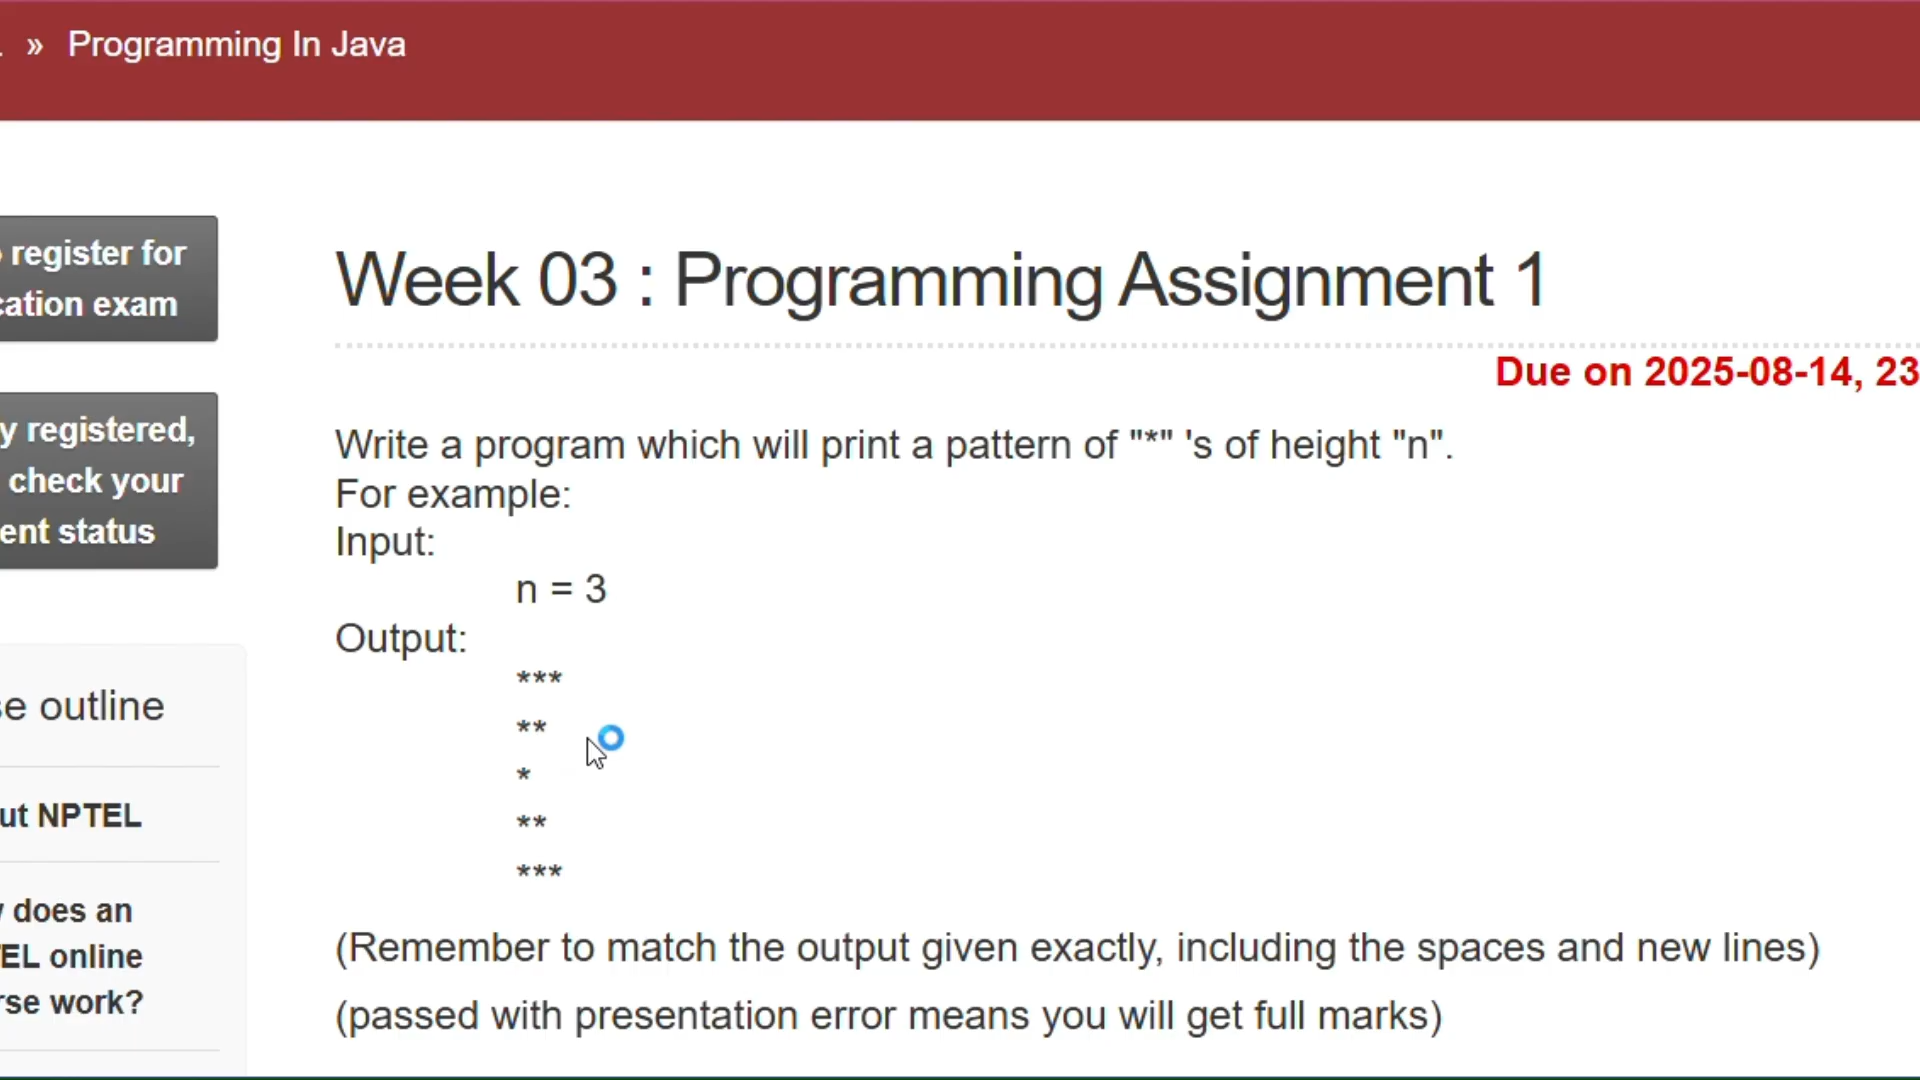 » Programming In Java
register for
cation exam
y registered,
check your
ent status
se outline
ut NPTEL
does an
TEL online
rse work?
Week 03 : Programming Assignment 1
Due on 2025-08-14, 23
Write a program which will print a pattern of "*" 's of height "n".
For example:
Input:
n = 3
Output:
***
**
*
**
***
(Remember to match the output given exactly, including the spaces and new lines)
(passed with presentation error means you will get full marks)